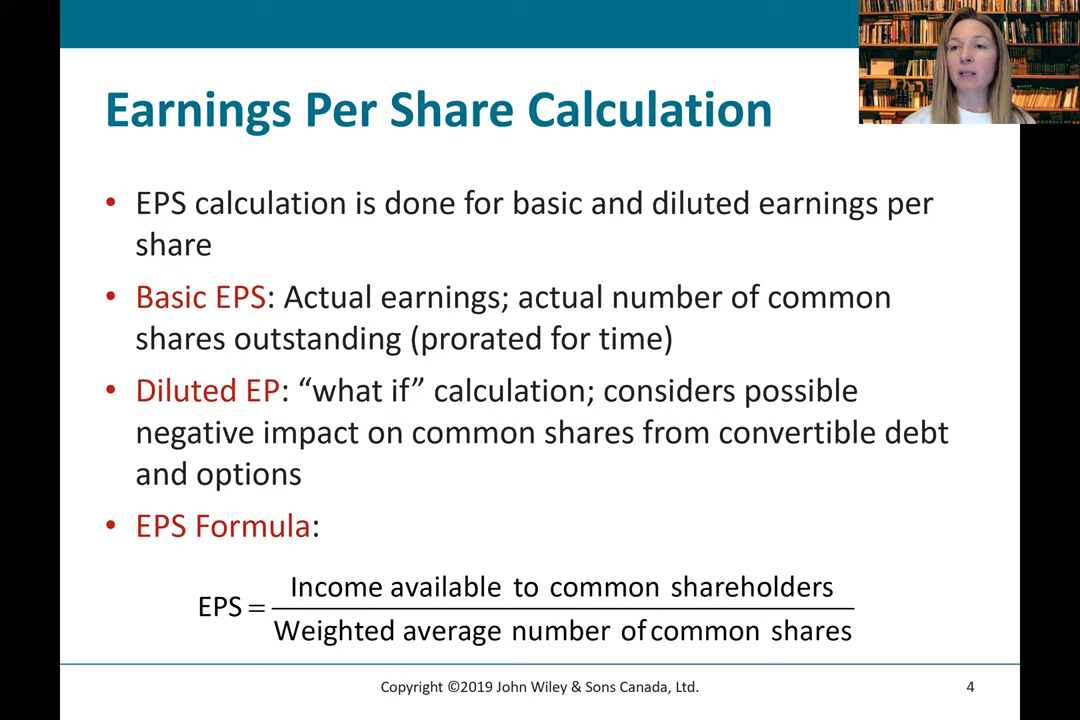 Earnings Per Share Calculation
• EPS calculation is done for basic and diluted earnings per
share
• Basic EPS: Actual earnings; actual number of common
shares outstanding (prorated for time)
• Diluted EP: “what if” calculation; considers possible
negative impact on common shares from convertible debt
and options
• EPS Formula:
EPS = Income available to common shareholders
Weighted average number of common shares
Copyright ©2019 John Wiley & Sons Canada, Ltd.
4